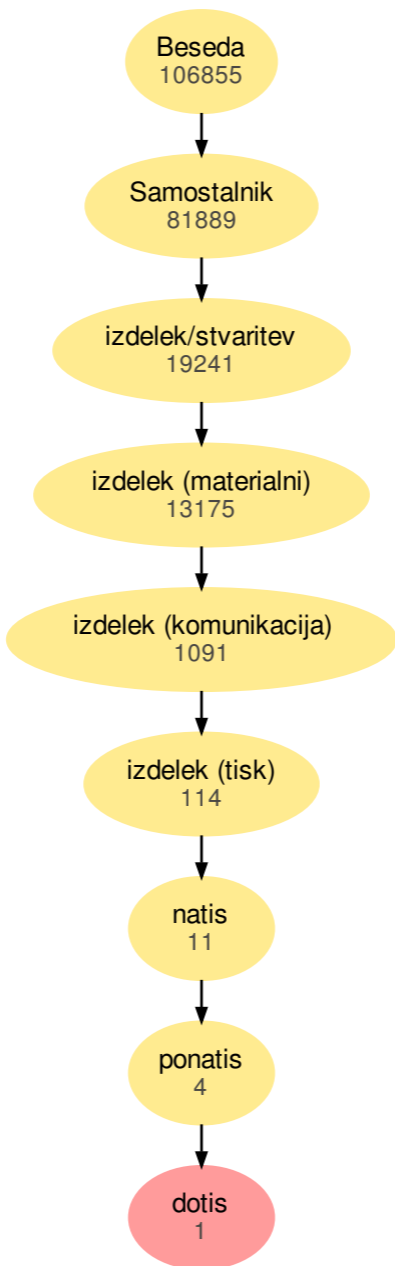 Beseda
106855
Samostalnik
81889
izdelek/stvaritev
19241
izdelek (materialni)
13175
izdelek (komunikacija)
1091
izdelek (tisk)
114
natis
11
ponatis
4
dotis
1